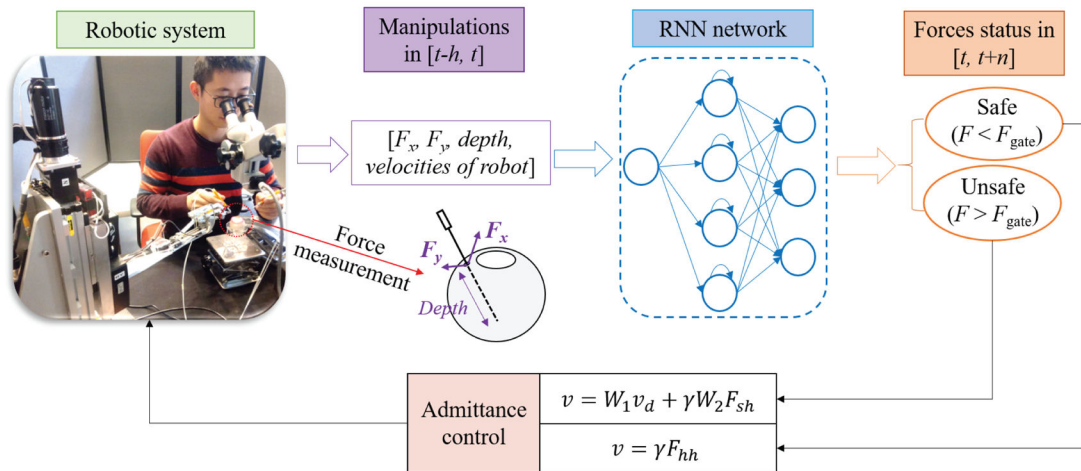 Robotic system
Manipulations
in [t-h, t]
RNN network
Forces status in
[t, t+n]
[Fx, Fy, depth,
velocities of robot]
Safe
(F < Fgate)
Unsafe
(F > Fgate)
Force
measurement
Fx
Fy
Depth
Admittance
control
v = W1vd + γW2Fsh
v = γFhh